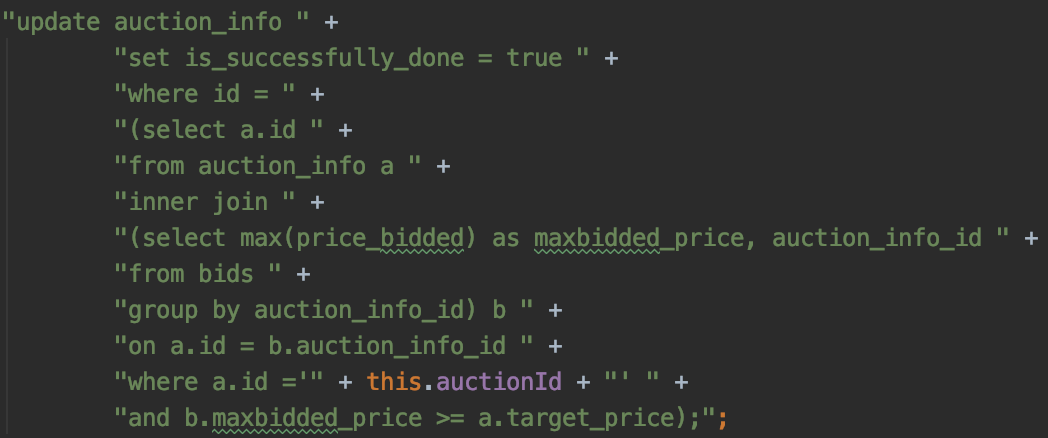 "update auction_info " +
"set is_successfully_done = true " +
"where id = " +
"(select a.id " +
"from auction_info a " +
"inner join " +
"(select max(price_bidded) as maxbidded_price, auction_info_id " +
"from bids " +
"group by auction_info_id) b " +
"on a.id = b.auction_info_id " +
"where a.id ='" + this.auctionId + "' " +
"and b.maxbidded_price >= a.target_price);";